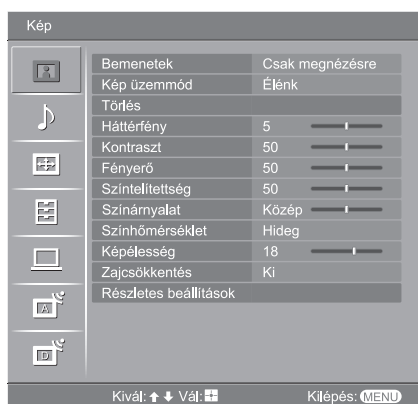 Kép
Bemenetek Csak megnézésre
Kép üzemmód Élénk
Törlés
Háttérfény 5
Kontraszt 50
Fényerő 50
Színtelítettség 50
Színárnyalat Közép
Színhőmérséklet Hideg
Képélesség 18
Zajcsökkentés Ki
Részletes beállítások
A
D
Kivál: Vál: Kilépés: MENU